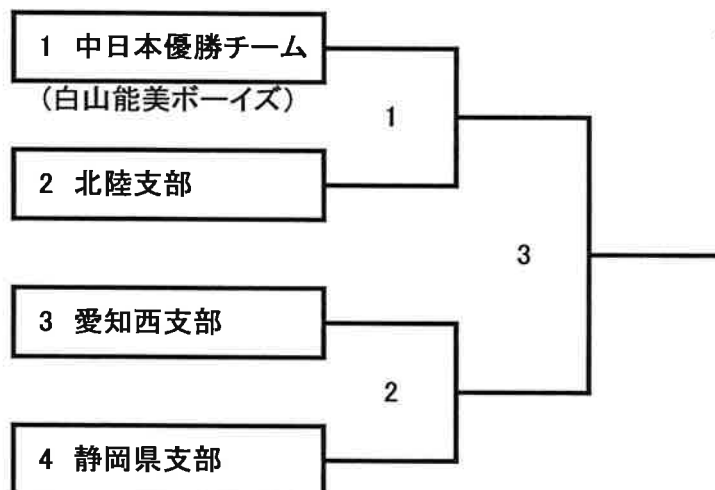 1 中日本優勝チーム
(白山能美ボーイズ)
1
2 北陸支部
3
3 愛知西支部
2
4 静岡県支部